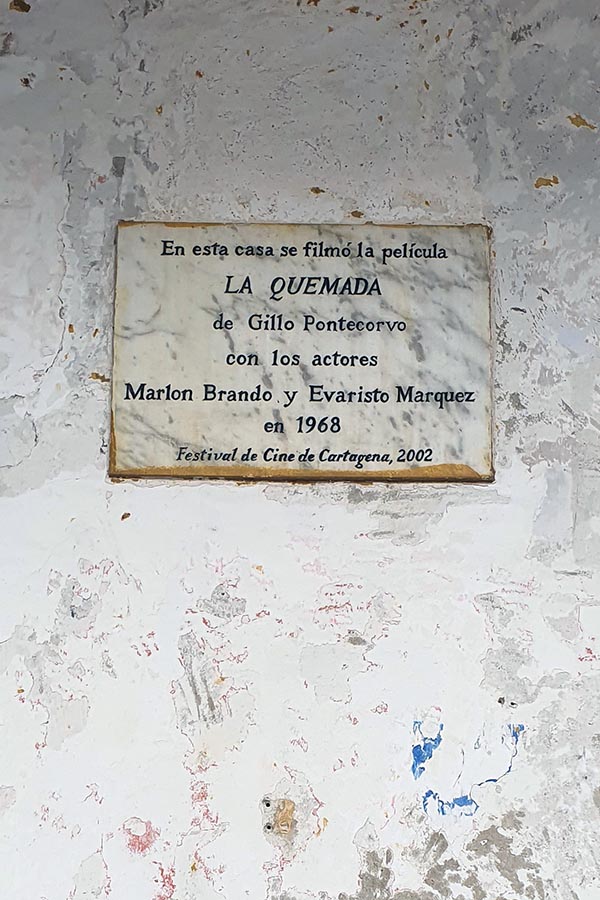 En esta casa se filmó la película
LA QUEMADA
de Gillo Pontecorvo
con los actores
Marlon Brando y Evaristo Marquez
en 1968
Festival de Cine de Cartagena, 2002